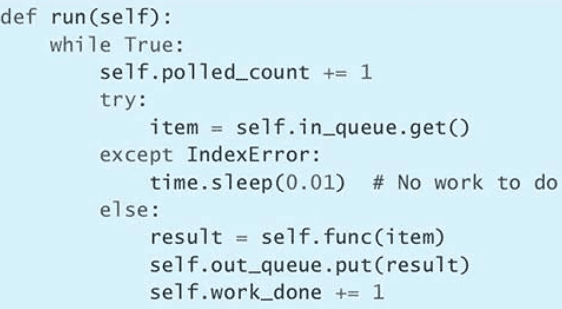 def run(self):
    while True:
        self.polled_count += 1
        try:
            item = self.in_queue.get()
        except IndexError:
            time.sleep(0.01)  # No work to do
        else:
            result = self.func(item)
            self.out_queue.put(result)
            self.work_done += 1